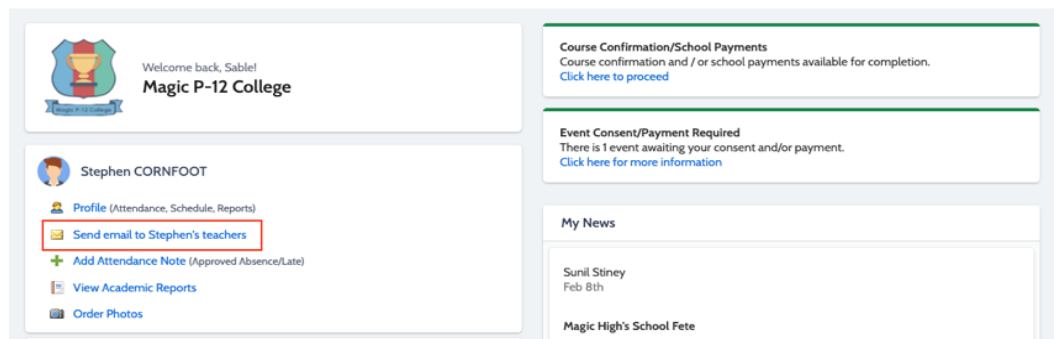 Magic P-12 College
Welcome back, Sable!
Magic P-12 College
Stephen CORNFOOT
Profile (Attendance, Schedule, Reports)
Send email to Stephen's teachers
Add Attendance Note (Approved Absence/Late)
View Academic Reports
Order Photos
Course Confirmation/School Payments
Course confirmation and / or school payments available for completion.
Click here to proceed
Event Consent/Payment Required
There is 1 event awaiting your consent and/or payment.
Click here for more information
My News
Sunil Stiney
Feb 8th
Magic High's School Fete